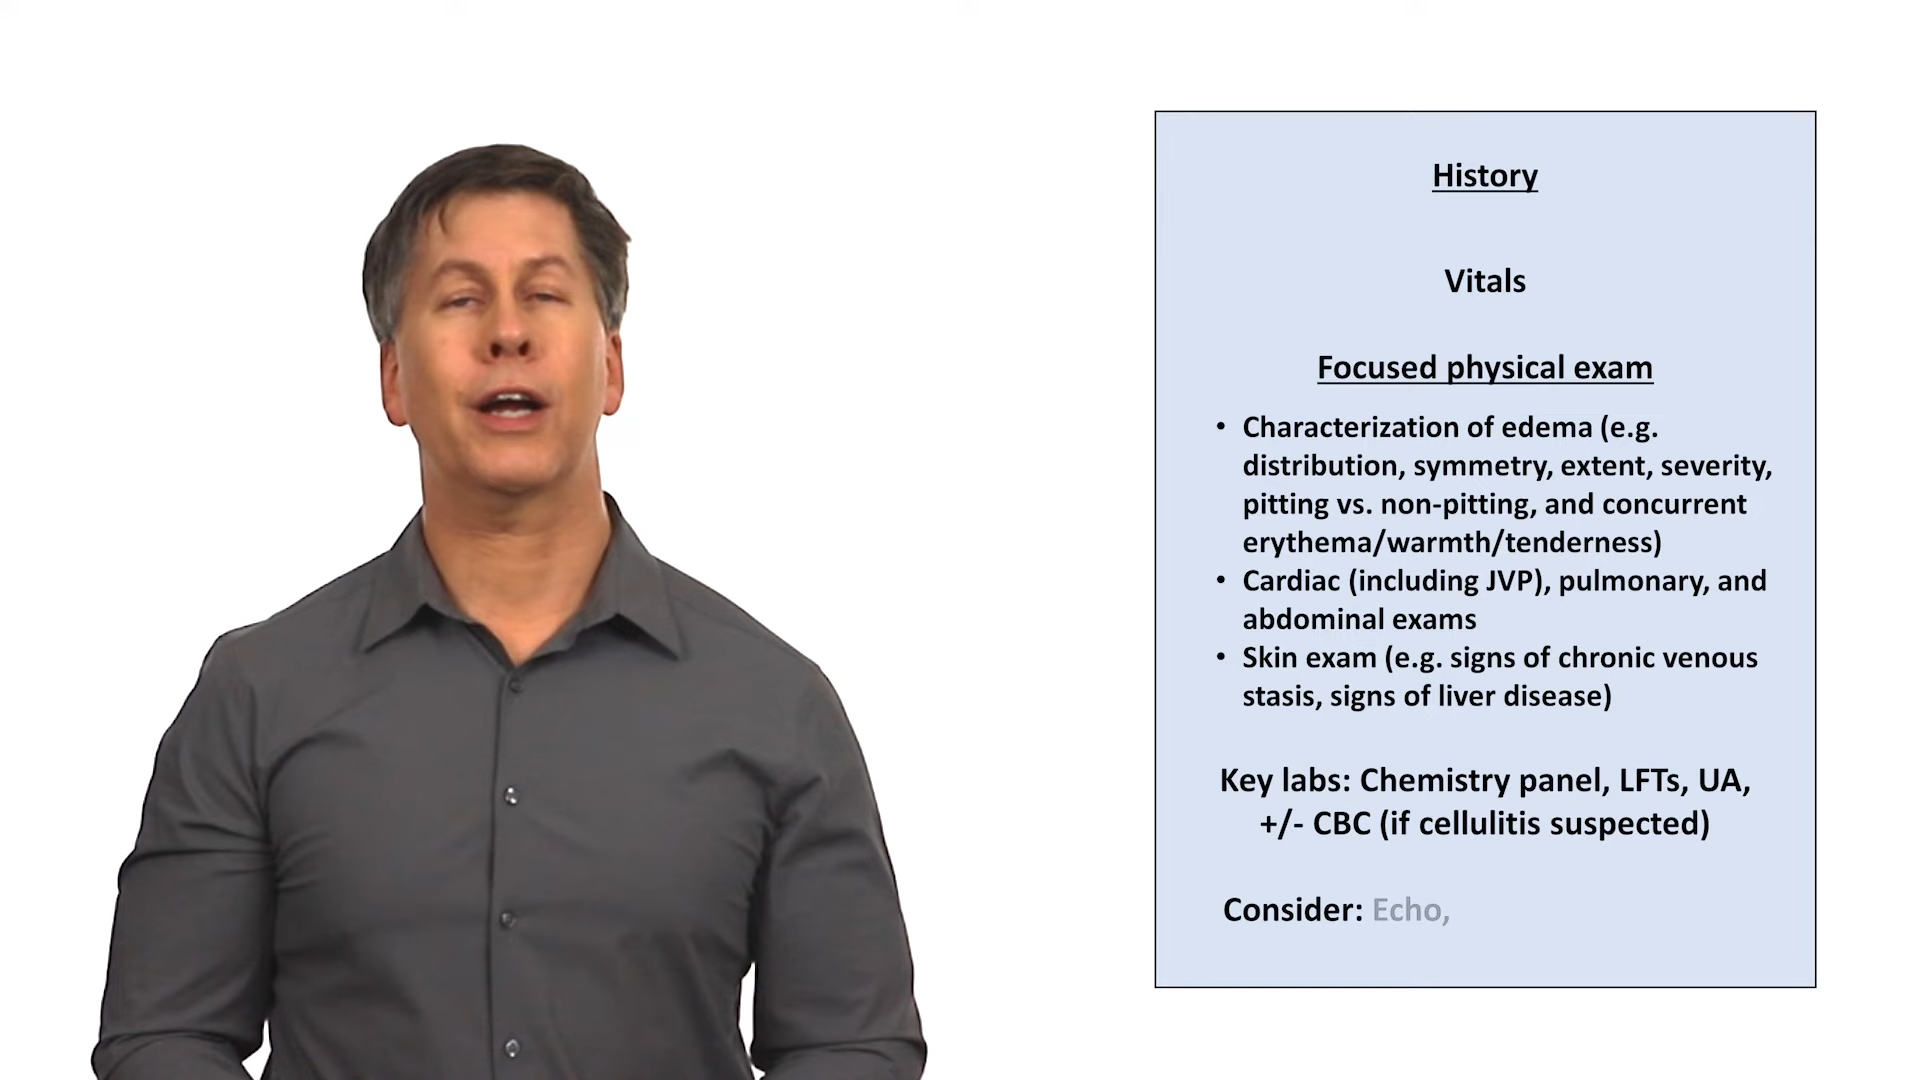 History
Vitals
Focused physical exam
• Characterization of edema (e.g.
distribution, symmetry, extent, severity,
pitting vs. non-pitting, and concurrent
erythema/warmth/tenderness)
• Cardiac (including JVP), pulmonary, and
abdominal exams
• Skin exam (e.g. signs of chronic venous
stasis, signs of liver disease)
Key labs: Chemistry panel, LFTs, UA,
+/- CBC (if cellulitis suspected)
Consider: Echo,